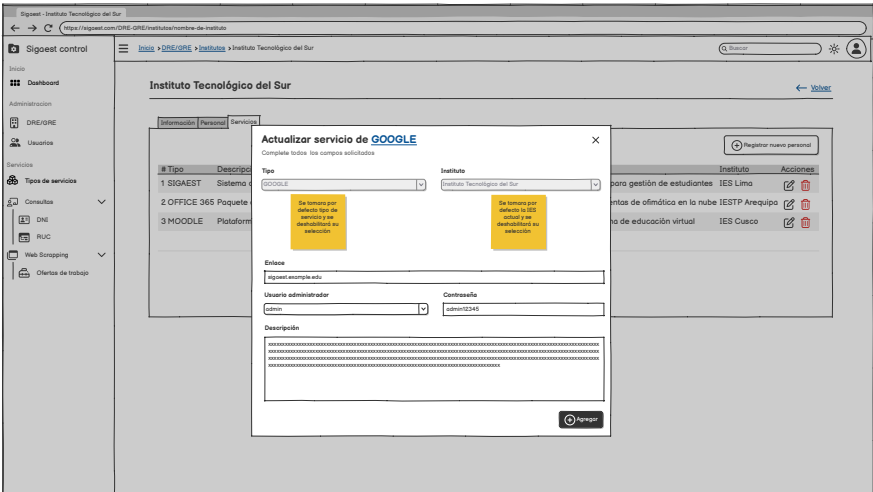 Sigaest - Instituto Tecnológico del Sur
https://sigaest.com/DRE-GRE/institutos/nombre-de-instituto
Sigaest control
Inicio > DRE/GRE > Institutos > Instituto Tecnológico del Sur
Buscar
Inicio
Dashboard
Administracion
DRE/GRE
Usuarios
Servicios
Tipos de servicios
Consultas
DNI
RUC
Web Scrapping
Ofertas de trabajo
Instituto Tecnológico del Sur
Volver
Información Personal Servicios
Registrar nuevo personal
# Tipo Descripci Instituto Acciones
1 SIGAEST Sistema para gestión de estudiantes IES Lima
2 OFFICE 365 Paquete de ofimática en la nube IESTP Arequipa
3 MOODLE Plataform de educación virtual IES Cusco
Actualizar servicio de GOOGLE
Complete todos los campos solicitados
Tipo
GOOGLE
Instituto
Instituto Tecnológico del Sur
Se tomara por
defecto tipo de
servicio y se
deshabilitará su
selección
Se tomara por
defecto la IES
actual y se
deshabilitará su
selección
Enlace
sigaest.example.edu
Usuario administrador
admin
Contraseña
admin12345
Descripción
Agregar